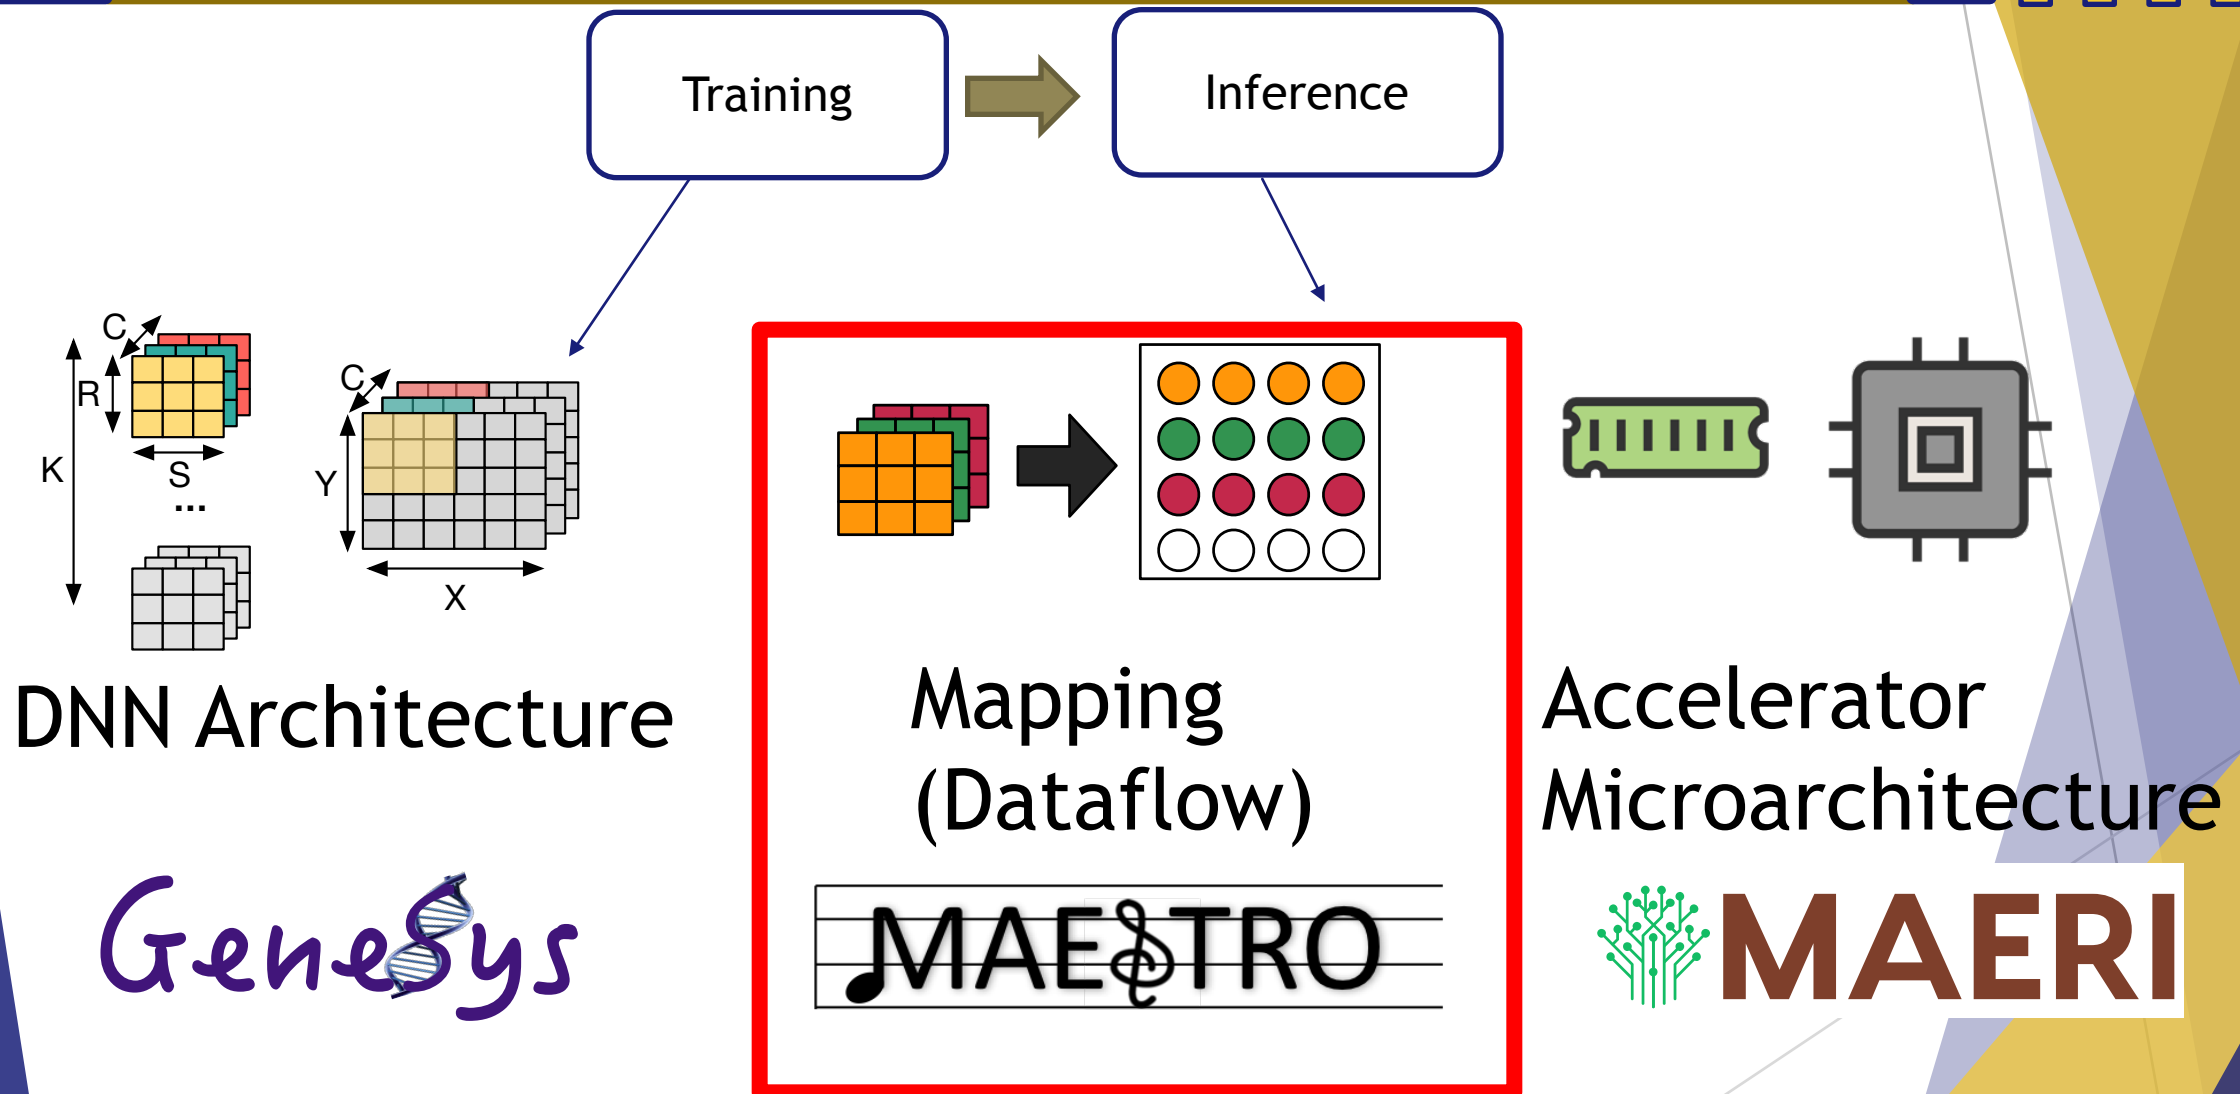 Training
Inference
C
R
K
S
...
C
Y
X
DNN Architecture
Mapping
(Dataflow)
Accelerator
Microarchitecture
GeneSys
MAESTRO
MAERI